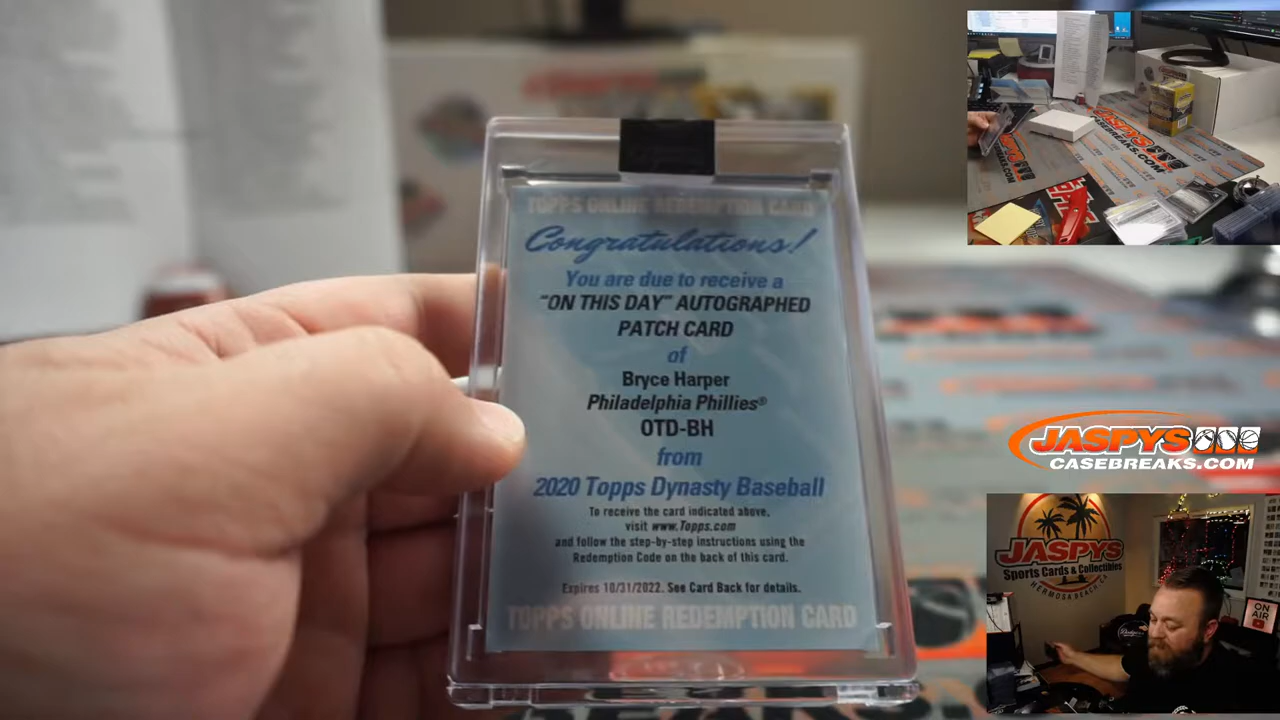 TOPPS ONLINE REDEMPTION CARD
Congratulations!
You are due to receive a
"ON THIS DAY" AUTOGRAPHED
PATCH CARD
of
Bryce Harper
Philadelphia Phillies®
OTD-BH
from
2020 Topps Dynasty Baseball
To receive the card indicated above,
visit www.Topps.com
and follow the step-by-step instructions using the
Redemption Code on the back of this card.
Expires 10/31/2022. See Card Back for details.
TOPPS ONLINE REDEMPTION CARD
JASPYS
CASEBREAKS.COM
JASPYS
CASEBREAKS.COM
JASPYS
Sports Cards & Collectibles
HERMOSA BEACH CA
ON
AIR
Dodgers